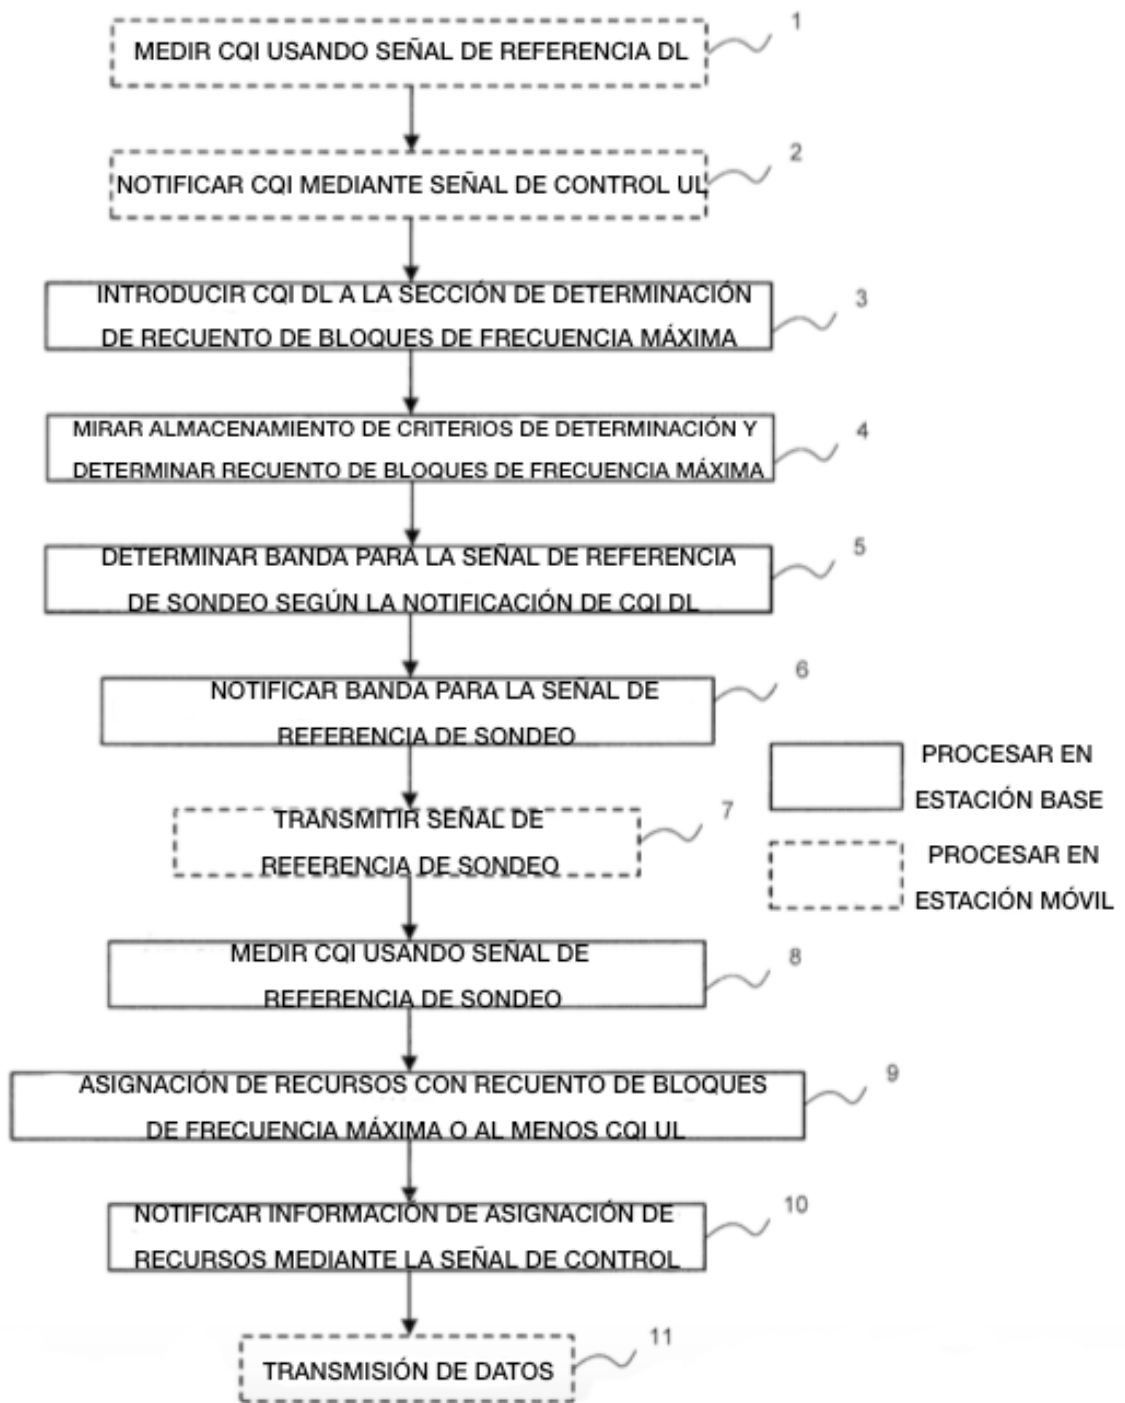 1
MEDIR CQI USANDO SEÑAL DE REFERENCIA DL
2
NOTIFICAR CQI MEDIANTE SEÑAL DE CONTROL UL
3
INTRODUCIR CQI DL A LA SECCIÓN DE DETERMINACIÓN
DE RECUENTO DE BLOQUES DE FRECUENCIA MÁXIMA
4
MIRAR ALMACENAMIENTO DE CRITERIOS DE DETERMINACIÓN Y
DETERMINAR RECUENTO DE BLOQUES DE FRECUENCIA MÁXIMA
5
DETERMINAR BANDA PARA LA SEÑAL DE REFERENCIA
DE SONDEO SEGÚN LA NOTIFICACIÓN DE CQI DL
6
NOTIFICAR BANDA PARA LA SEÑAL DE
REFERENCIA DE SONDEO
PROCESAR EN
ESTACIÓN BASE
7
TRANSMITIR SEÑAL DE
REFERENCIA DE SONDEO
PROCESAR EN
ESTACIÓN MÓVIL
8
MEDIR CQI USANDO SEÑAL DE
REFERENCIA DE SONDEO
9
ASIGNACIÓN DE RECURSOS CON RECUENTO DE BLOQUES
DE FRECUENCIA MÁXIMA O AL MENOS CQI UL
10
NOTIFICAR INFORMACIÓN DE ASIGNACIÓN DE
RECURSOS MEDIANTE LA SEÑAL DE CONTROL
11
TRANSMISIÓN DE DATOS